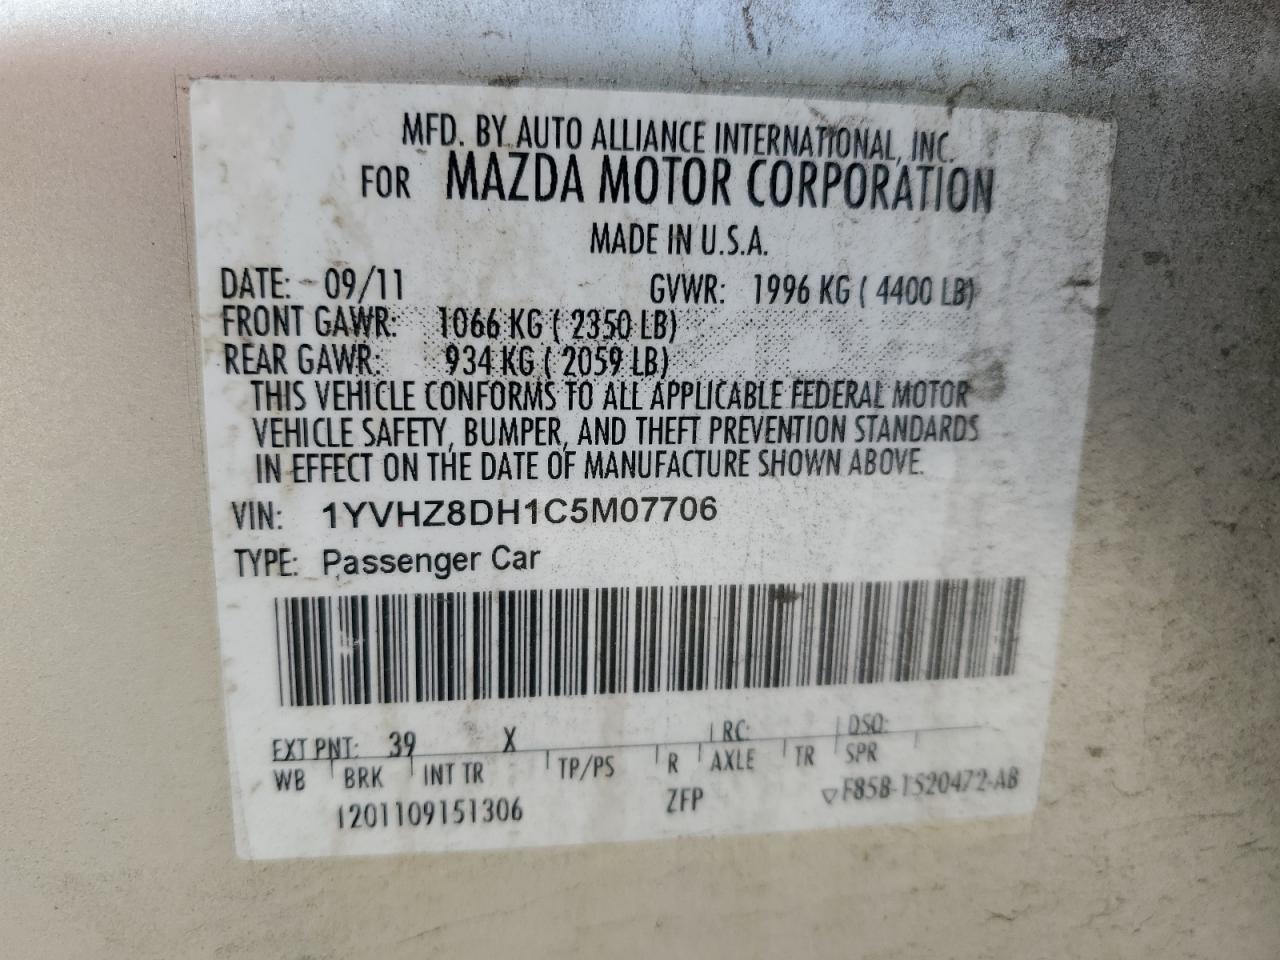 MFD. BY AUTO ALLIANCE INTERNATIONAL, INC.
FOR MAZDA MOTOR CORPORATION
MADE IN U.S.A.
DATE: 09/11 GVWR: 1996 KG ( 4400 LB)
FRONT GAWR: 1066 KG ( 2350 LB)
REAR GAWR: 934 KG ( 2059 LB)
THIS VEHICLE CONFORMS TO ALL APPLICABLE FEDERAL MOTOR
VEHICLE SAFETY, BUMPER, AND THEFT PREVENTION STANDARDS
IN EFFECT ON THE DATE OF MANUFACTURE SHOWN ABOVE.
VIN: 1YVHZ8DH1C5M07706
TYPE: Passenger Car
EXT PNT: 39 X RC: DSO:
WB BRK INT TR TP/PS R AXLE TR SPR
1201109151306 ZFP ▽F85B-1520472-AB